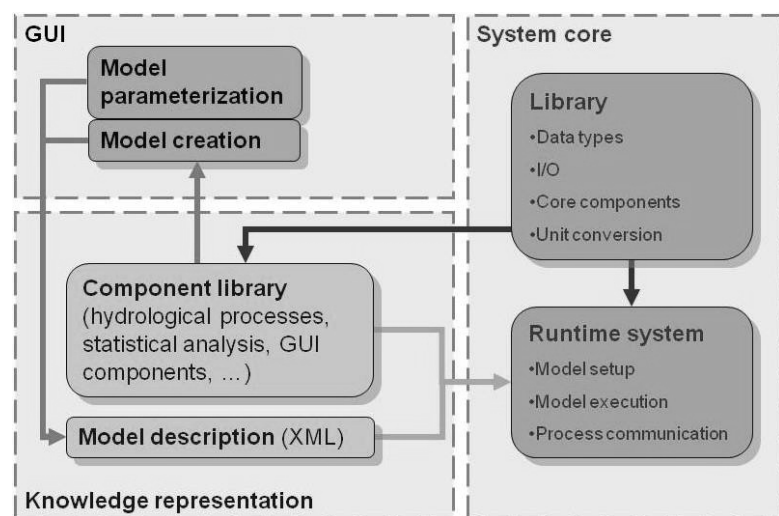 GUI
Model
parameterization
Model creation
Component library
(hydrological processes,
statistical analysis, GUI
components, ...)
Model description (XML)
Knowledge representation
System core
Library
•Data types
•I/O
•Core components
•Unit conversion
Runtime system
•Model setup
•Model execution
•Process communication